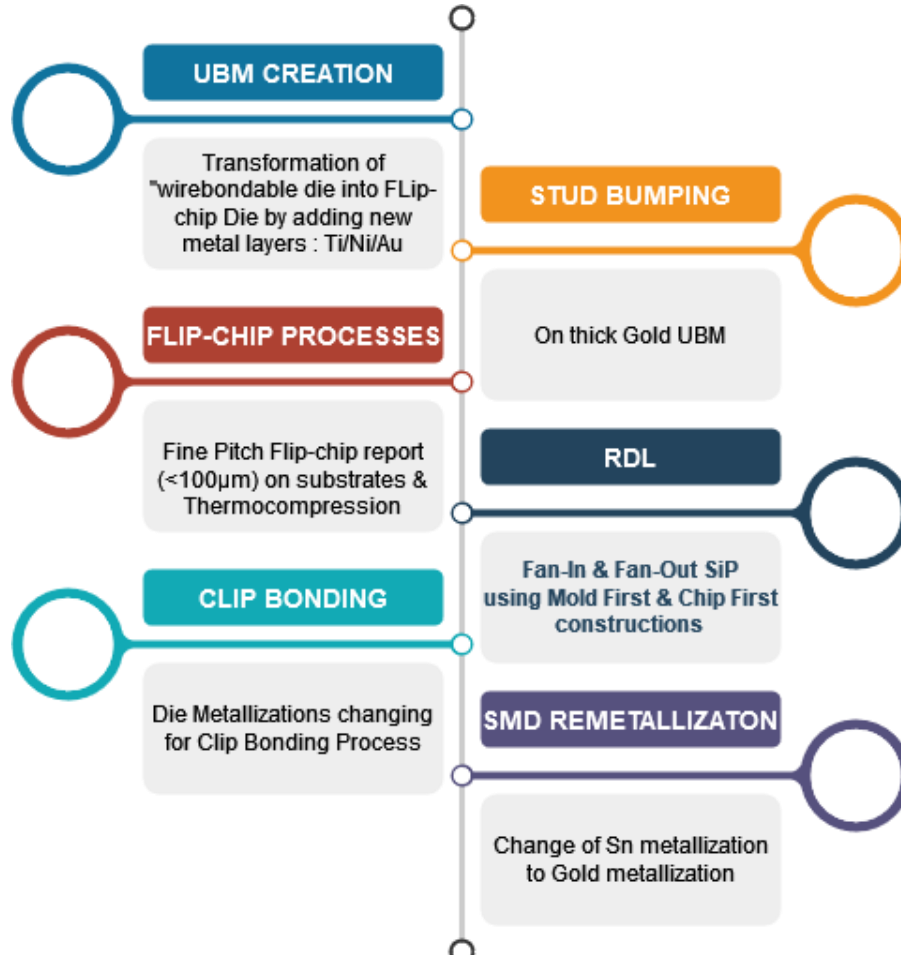 UBM CREATION
Transformation of
"wirebondable die into FLip-
chip Die by adding new
metal layers : Ti/Ni/Au
STUD BUMPING
On thick Gold UBM
FLIP-CHIP PROCESSES
Fine Pitch Flip-chip report
(<100µm) on substrates &
Thermocompression
RDL
Fan-In & Fan-Out SiP
using Mold First & Chip First
constructions
CLIP BONDING
Die Metallizations changing
for Clip Bonding Process
SMD REMETALLIZATON
Change of Sn metallization
to Gold metallization